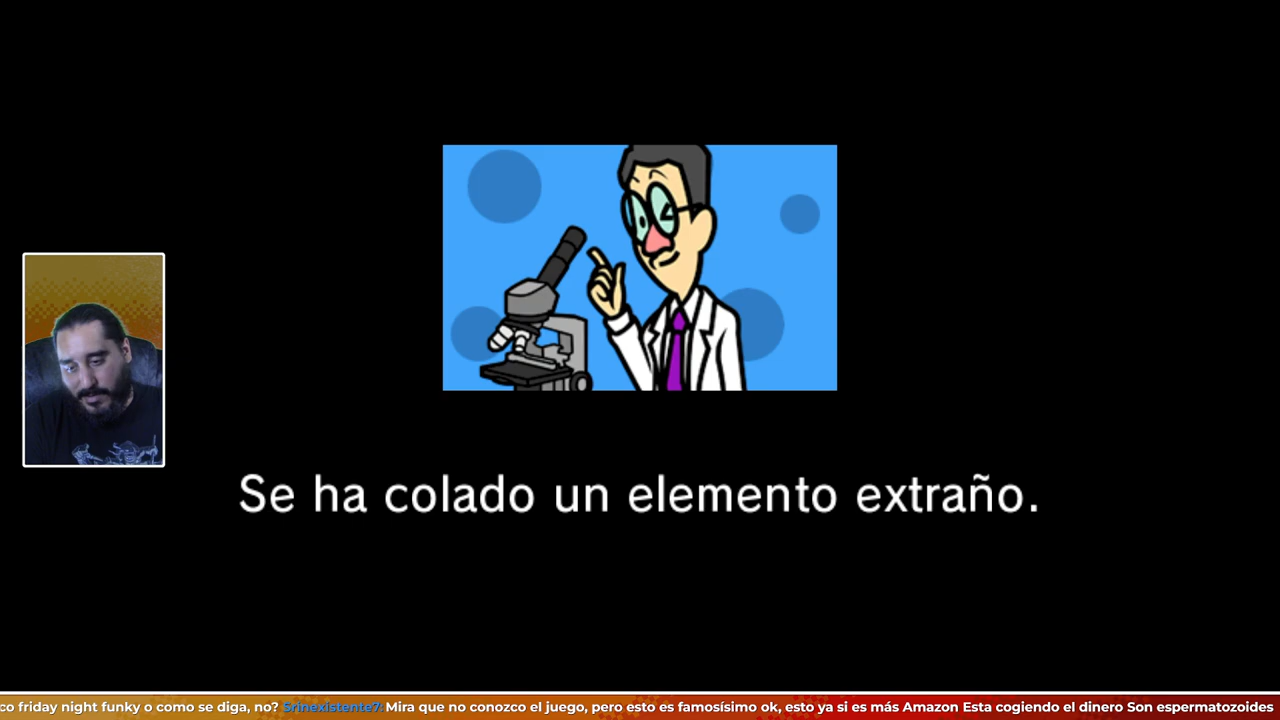 Se ha colado un elemento extraño.
co friday night funky o como se diga, no? Srinexistente7: Mira que no conozco el juego, pero esto es famosísimo ok, esto ya si es más Amazon Esta cogiendo el dinero Son espermatozoides